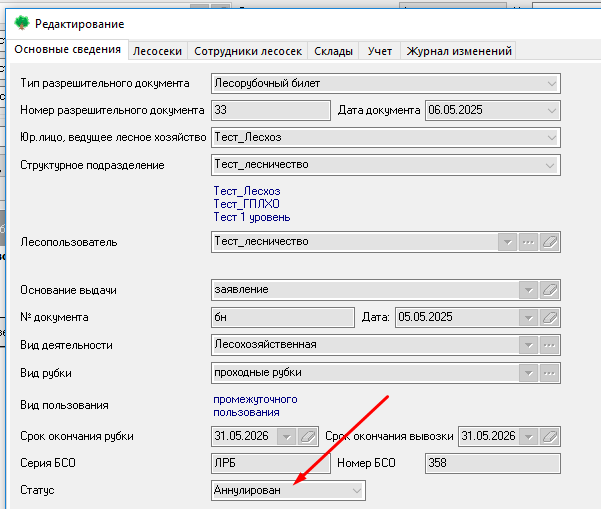 Редактирование
Основные сведения Лесосеки Сотрудники лесосек Склады Учет Журнал изменений
Тип разрешительного документа Лесорубочный билет
Номер разрешительного документа 33 Дата документа 06.05.2025
Юр.лицо, ведущее лесное хозяйство Тест_Лесхоз
Структурное подразделение Тест_лесничество
Тест_Лесхоз
Тест_ГПЛХО
Тест 1 уровень
Лесопользователь Тест_лесничество
Основание выдачи заявление
№ документа бн Дата: 05.05.2025
Вид деятельности Лесохозяйственная
Вид рубки проходные рубки
Вид пользования промежуточного
пользования
Срок окончания рубки 31.05.2026 Срок окончания вывозки 31.05.2026
Серия БСО ЛРБ Номер БСО 358
Статус Аннулирован